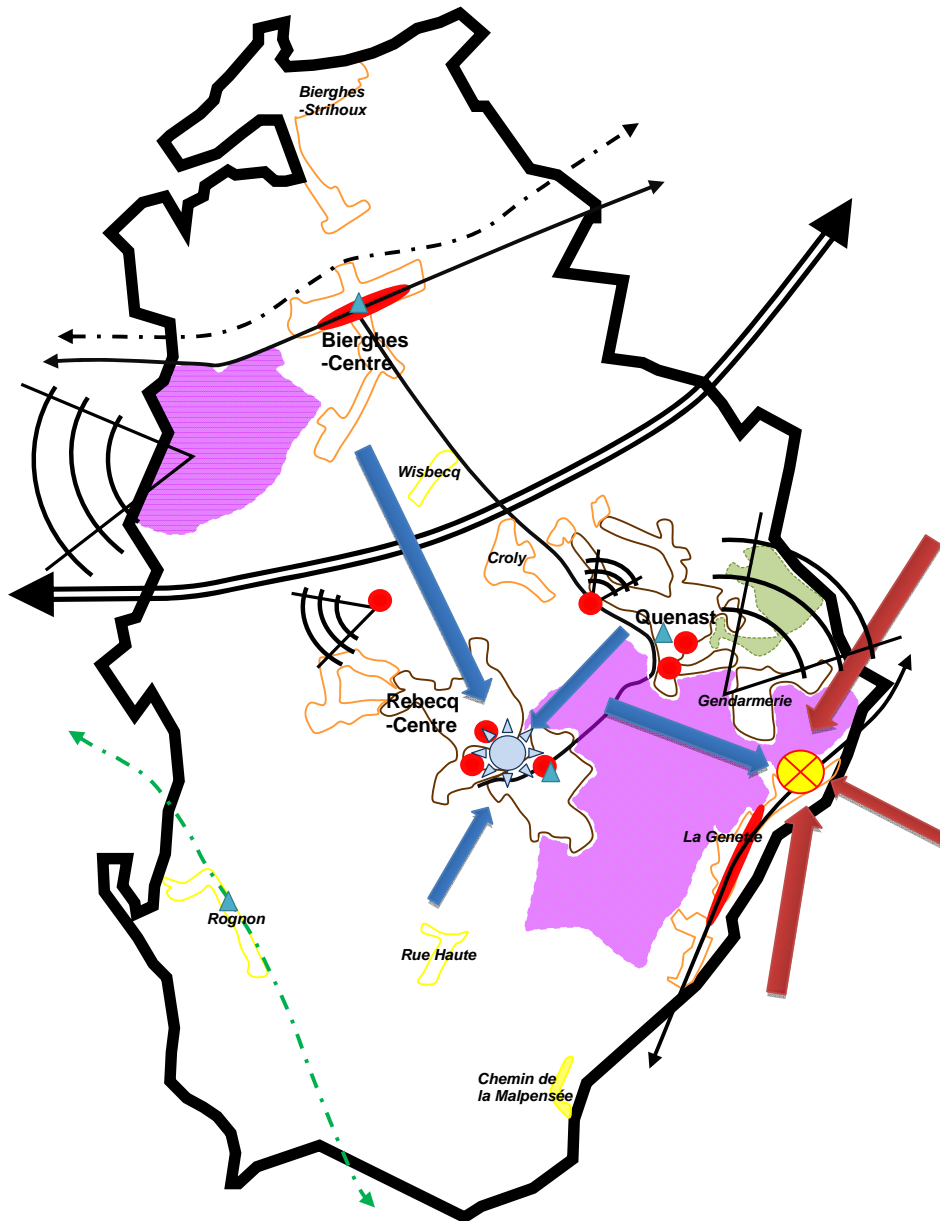 Bierghes
-Strihoux
Bierghes
-Centre
Wisbecq
Croly
Quenast
Rebecq
-Centre
Gendarmerie
La Genette
Rognon
Rue Haute
Chemin de
la Malpensée